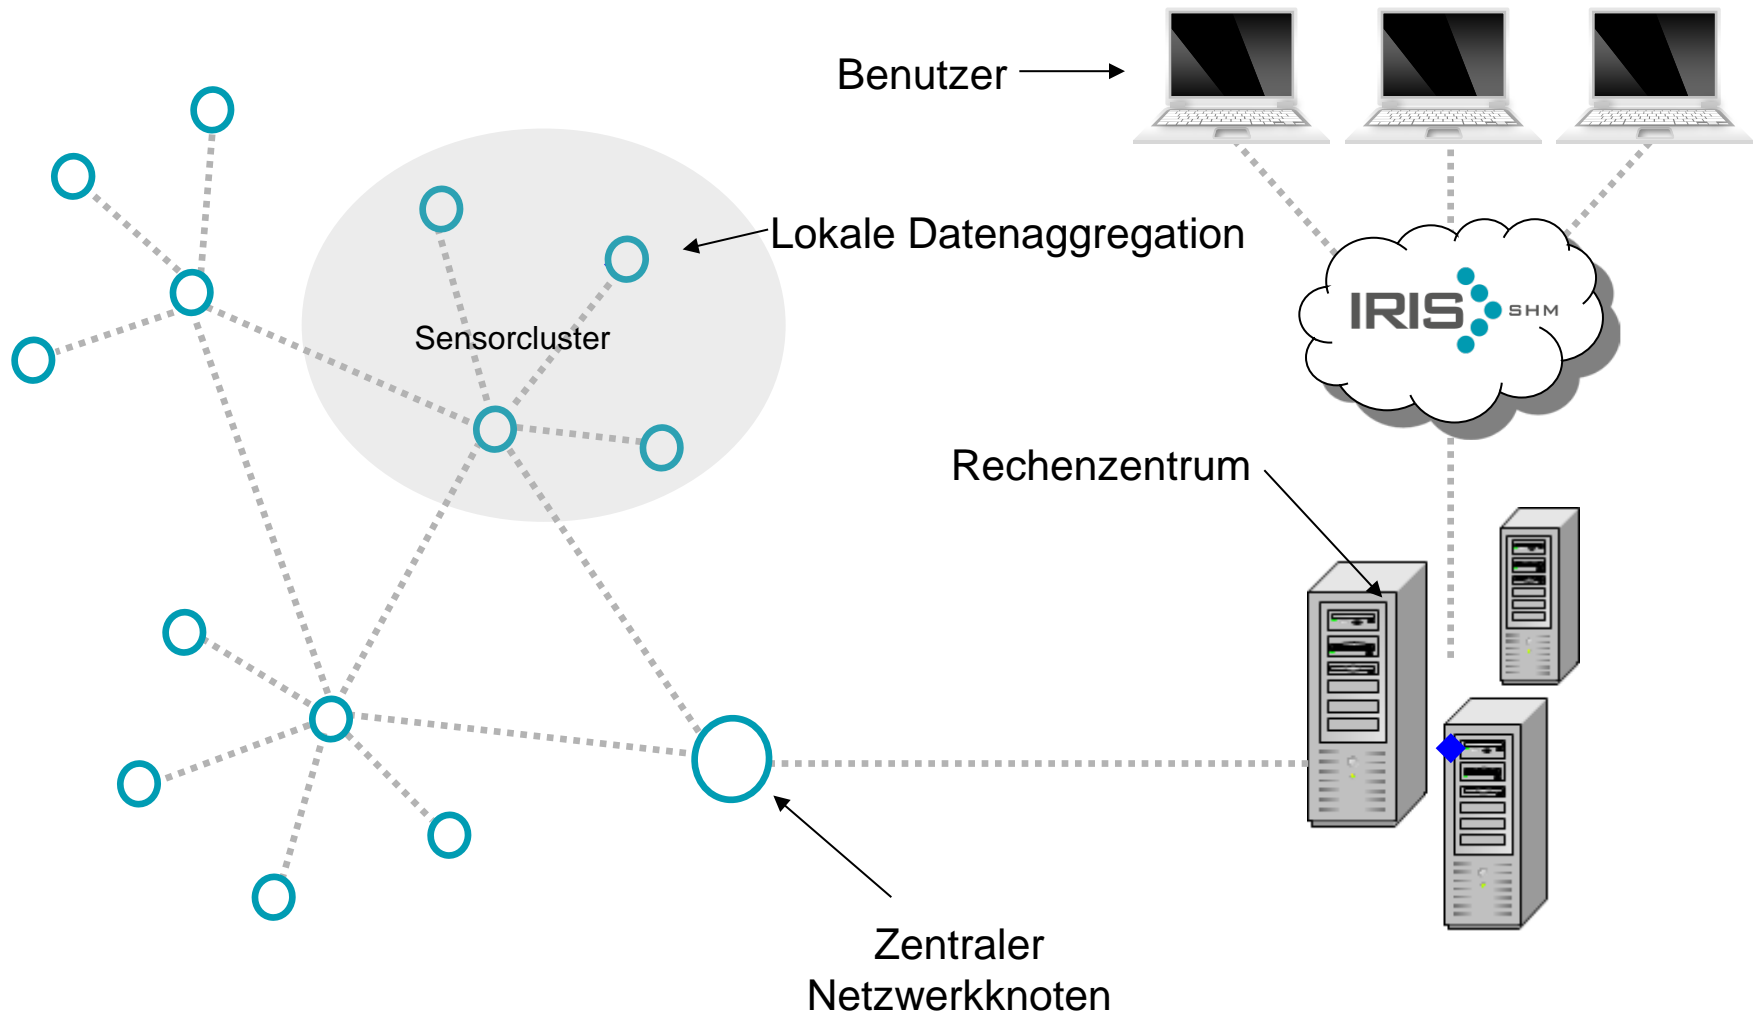 Benutzer
Lokale Datenaggregation
Sensorcluster
IRIS SHM
Rechenzentrum
Zentraler
Netzwerkknoten